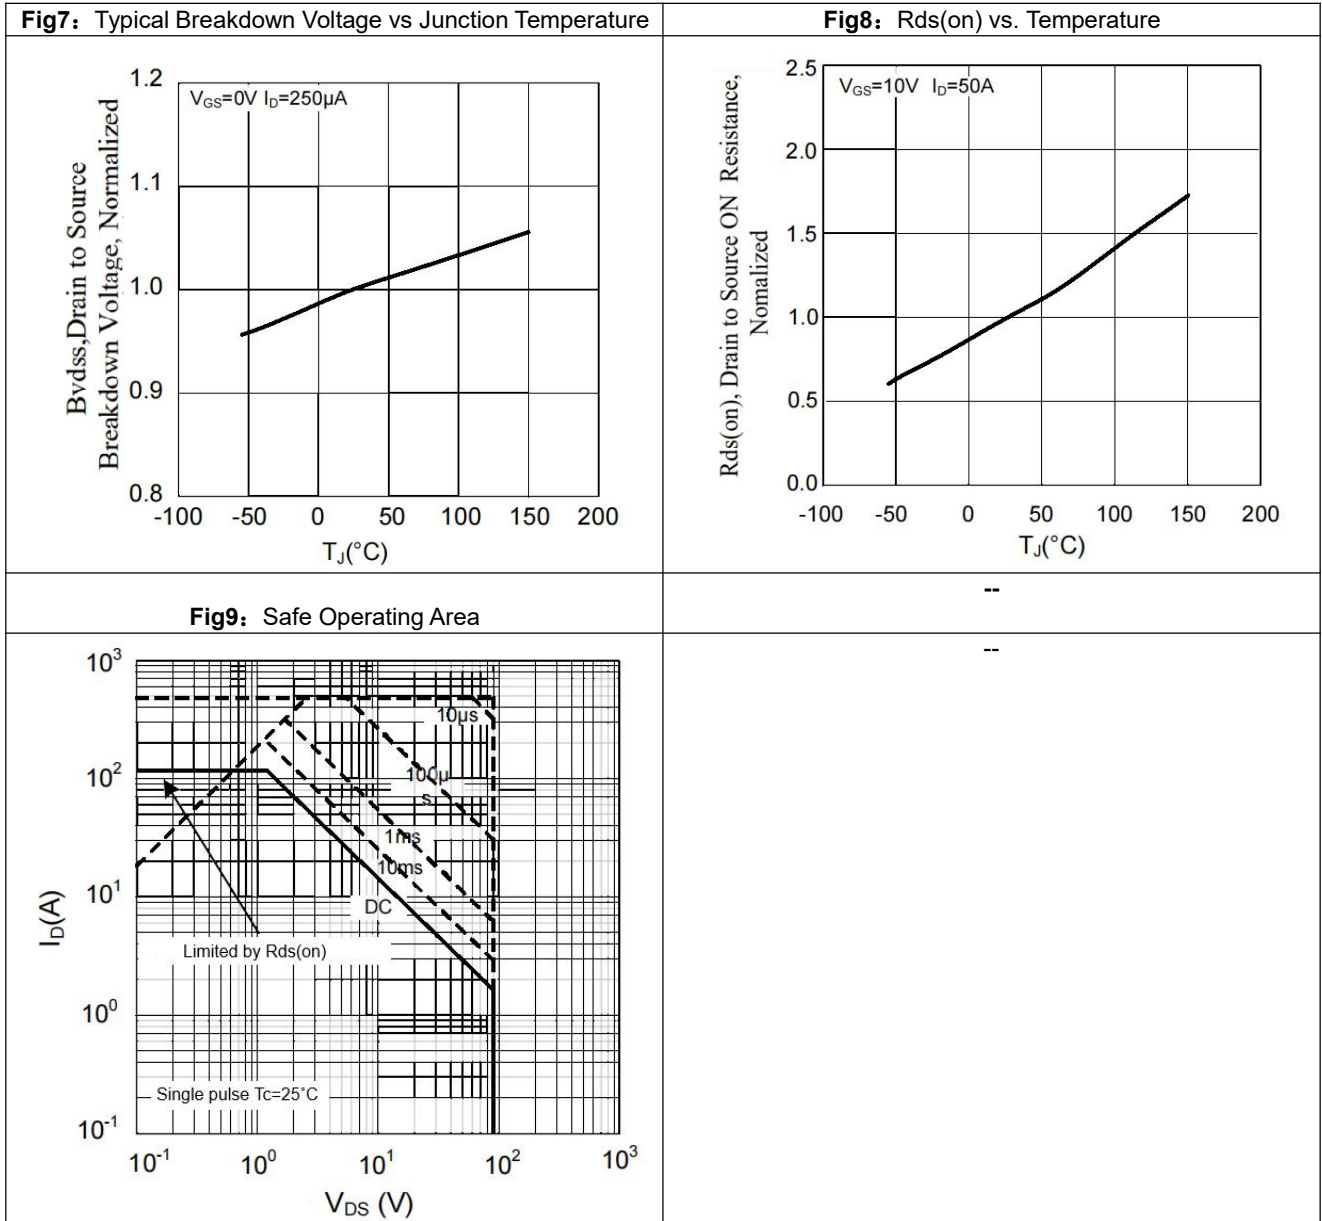 Fig7：Typical Breakdown Voltage vs Junction Temperature
Fig8：Rds(on) vs. Temperature
Bvdss,Drain to Source
Breakdown Voltage, Normalized
1.2
1.1
1.0
0.9
0.8
VGS=0V ID=250μA
-100 -50 0 50 100 150 200
TJ(°C)
Rds(on), Drain to Source ON Resistance,
Nomalized
2.5
2.0
1.5
1.0
0.5
0.0
VGS=10V ID=50A
-100 -50 0 50 100 150 200
TJ(°C)
--
Fig9：Safe Operating Area
--
ID(A)
10³
10²
10¹
10⁰
10⁻¹
10μs
100μ
s
1ms
10ms
DC
Limited by Rds(on)
Single pulse Tc=25°C
10⁻¹ 10⁰ 10¹ 10² 10³
VDS (V)